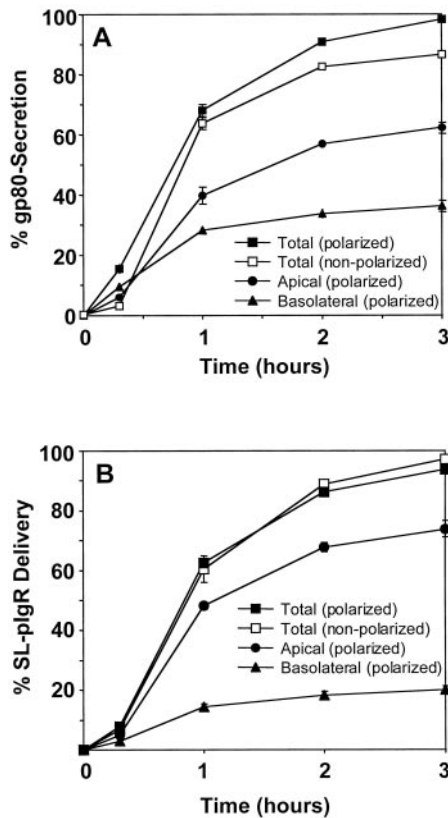 A
% gp80-Secretion
100
80
60
40
20
0
Total (polarized)
Total (non-polarized)
Apical (polarized)
Basolateral (polarized)
0
1
2
3
Time (hours)
B
% SL-pIgR Delivery
100
80
60
40
20
Total (polarized)
Total (non-polarized)
Apical (polarized)
Basolateral (polarized)
0
1
2
3
Time (hours)